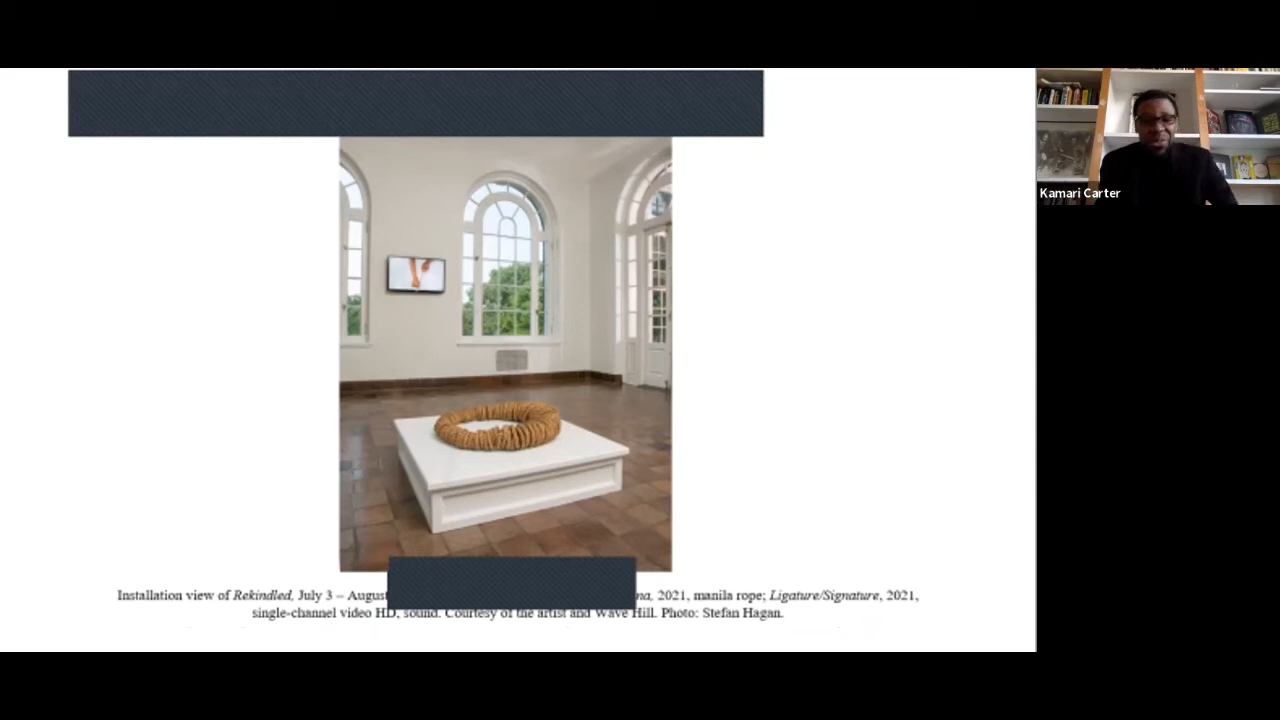 Kamari Carter
Installation view of Rekindled, July 3 – August 2021, manila rope; Ligature/Signature, 2021,
single-channel video HD, sound. Courtesy of the artist and Wave Hill. Photo: Stefan Hagan.